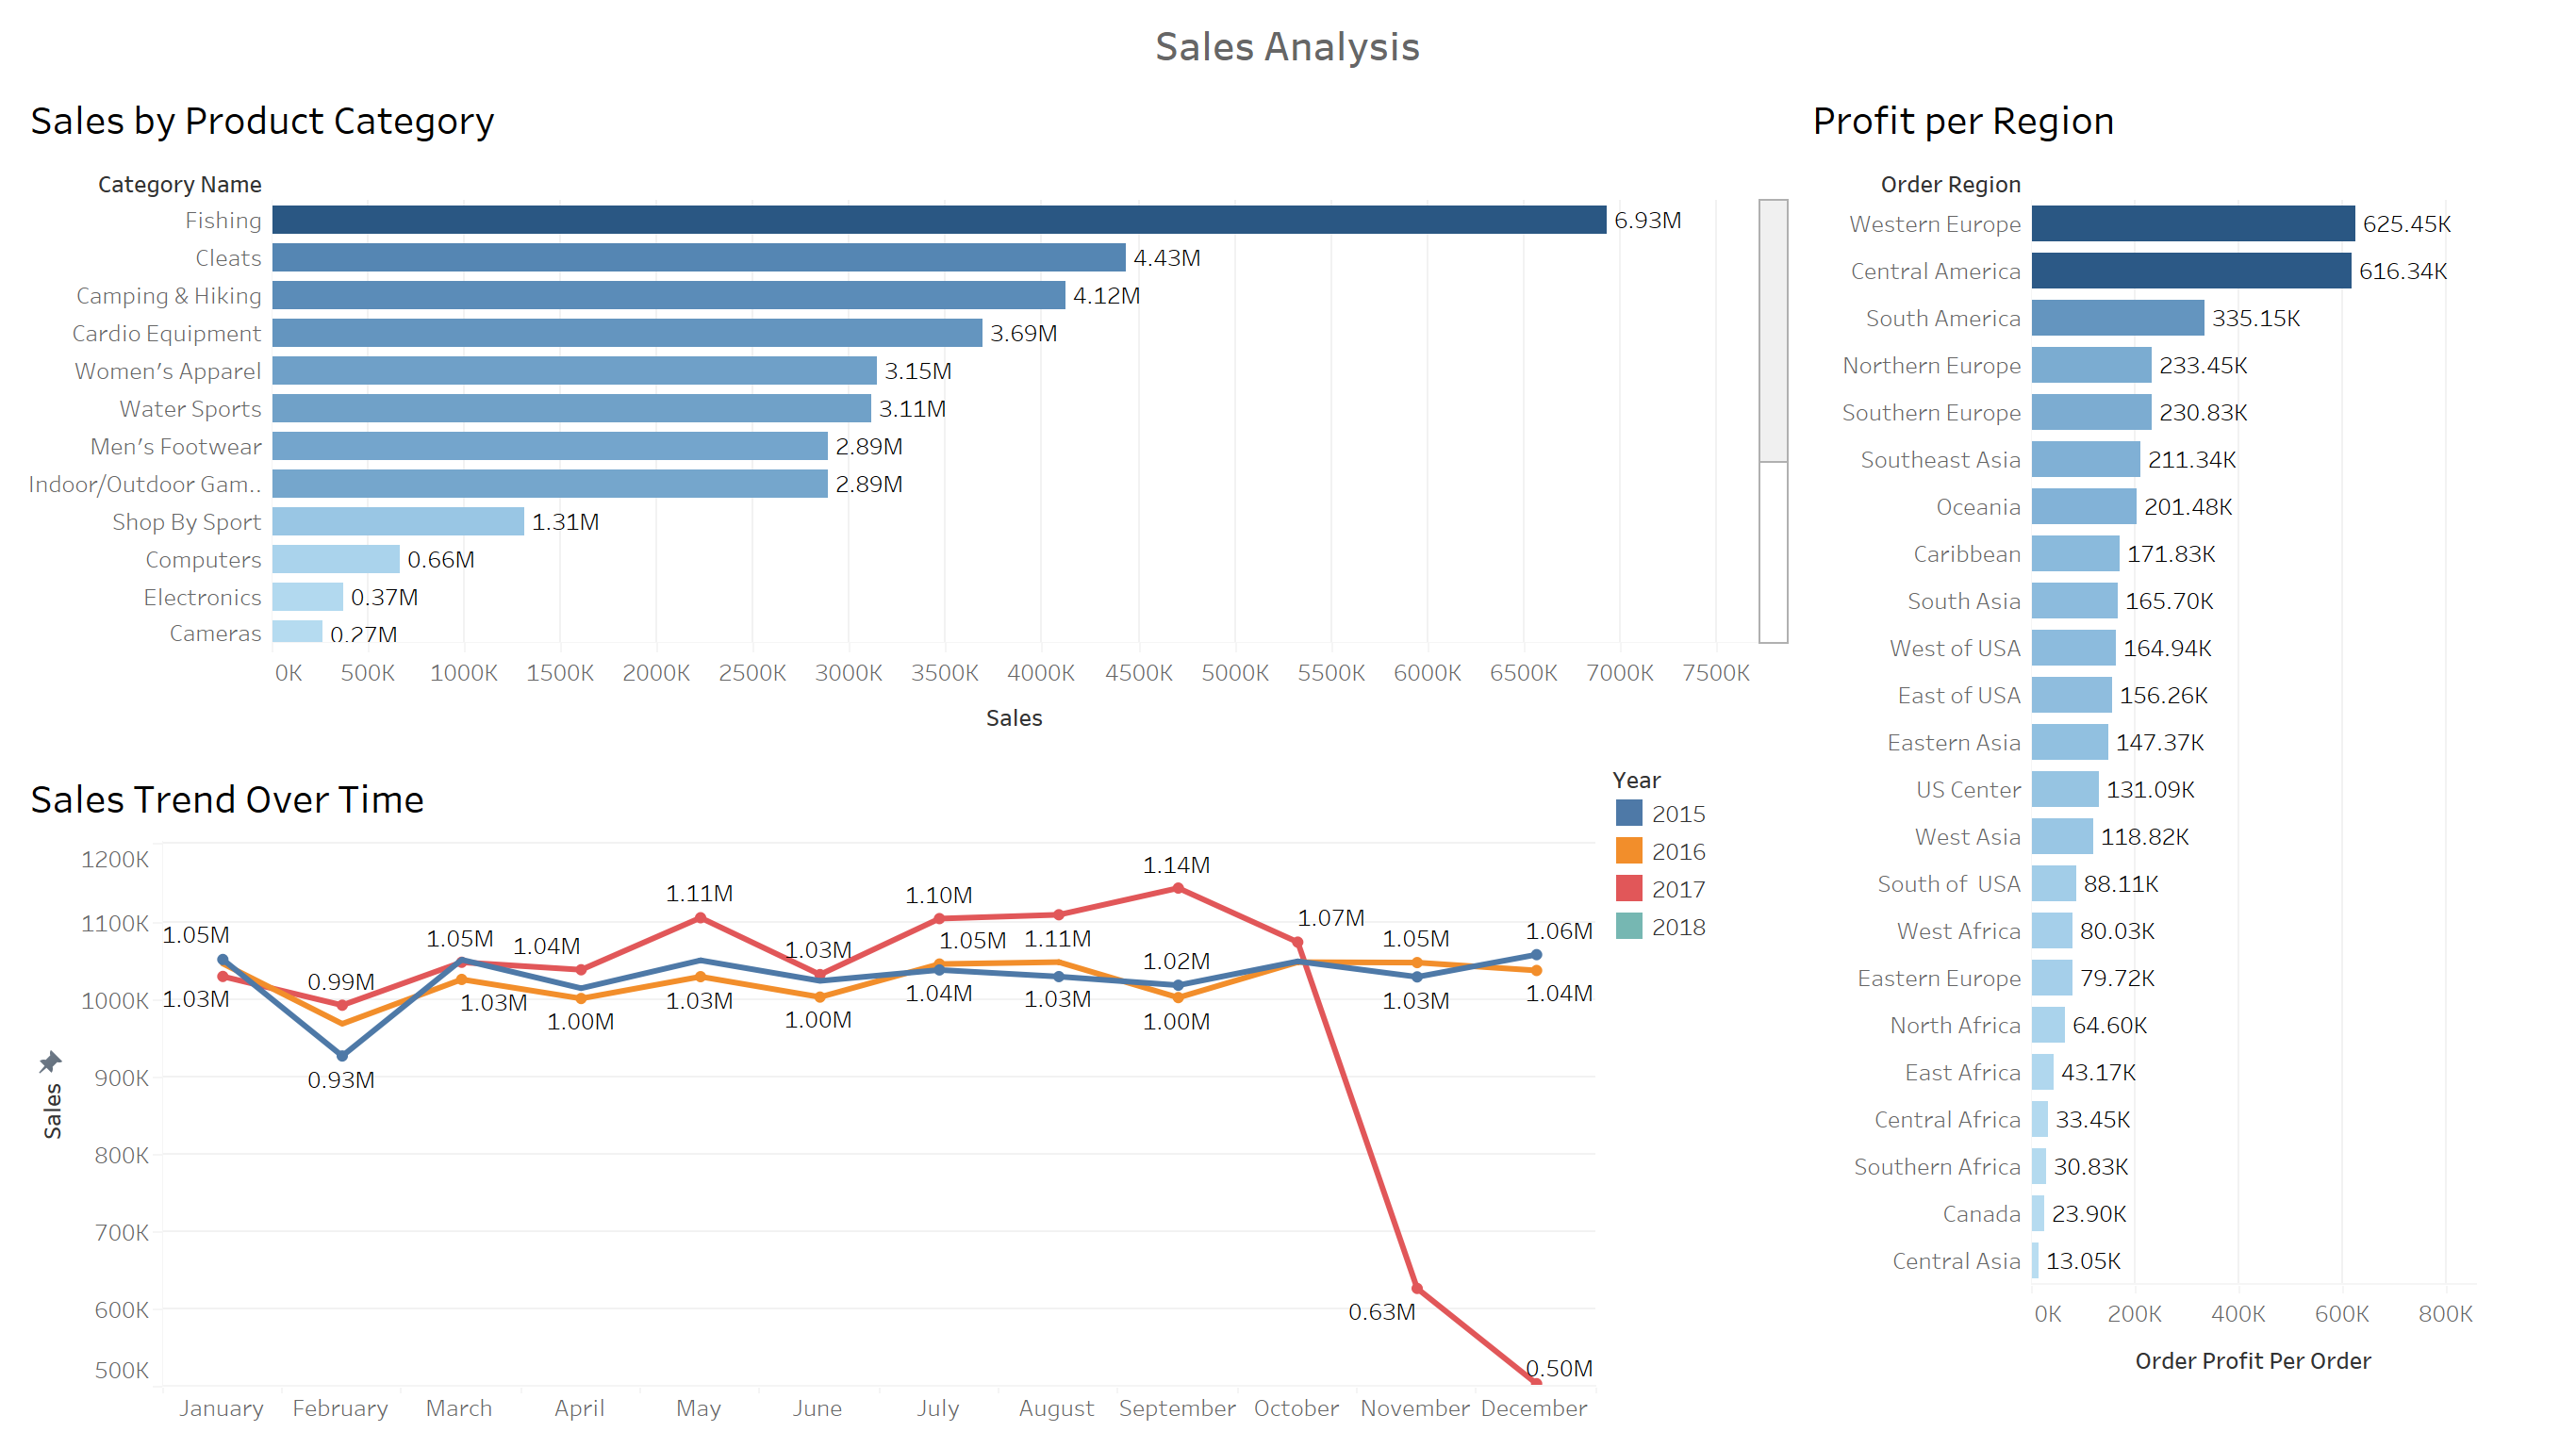 Sales Analysis
Sales by Product Category
Category Name
Fishing 6.93M
Cleats 4.43M
Camping & Hiking 4.12M
Cardio Equipment 3.69M
Women's Apparel 3.15M
Water Sports 3.11M
Men's Footwear 2.89M
Indoor/Outdoor Gam.. 2.89M
Shop By Sport 1.31M
Computers 0.66M
Electronics 0.37M
Cameras 0.27M
0K 500K 1000K 1500K 2000K 2500K 3000K 3500K 4000K 4500K 5000K 5500K 6000K 6500K 7000K 7500K
Sales
Profit per Region
Order Region
Western Europe 625.45K
Central America 616.34K
South America 335.15K
Northern Europe 233.45K
Southern Europe 230.83K
Southeast Asia 211.34K
Oceania 201.48K
Caribbean 171.83K
South Asia 165.70K
West of USA 164.94K
East of USA 156.26K
Eastern Asia 147.37K
US Center 131.09K
West Asia 118.82K
South of  USA 88.11K
West Africa 80.03K
Eastern Europe 79.72K
North Africa 64.60K
East Africa 43.17K
Central Africa 33.45K
Southern Africa 30.83K
Canada 23.90K
Central Asia 13.05K
0K 200K 400K 600K 800K
Order Profit Per Order
Sales Trend Over Time
Year
2015
2016
2017
2018
1200K
1100K
1000K
900K
800K
700K
600K
500K
Sales
1.14M
1.11M 1.10M
1.07M
1.05M 1.05M 1.04M 1.03M 1.05M 1.11M 1.05M 1.06M
0.99M 1.02M
1.03M 1.03M 1.03M 1.04M 1.03M 1.03M 1.04M
1.00M 1.00M 1.00M
0.93M
0.63M
0.50M
January February March April May June July August September October November December